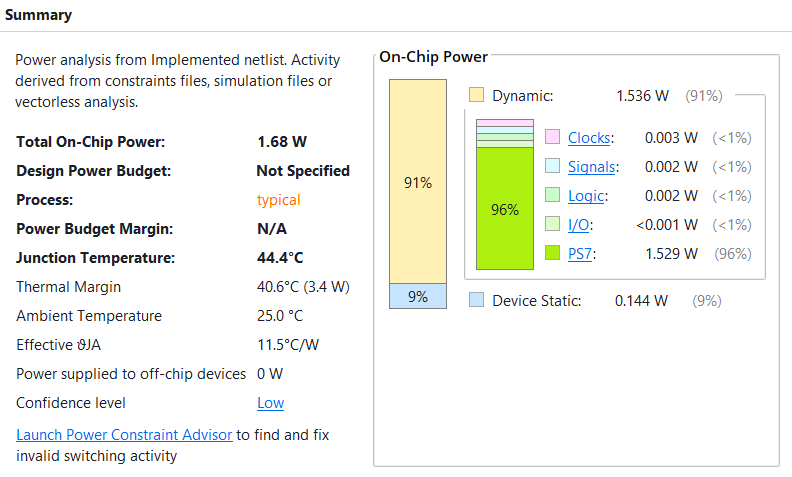 Summary
Power analysis from Implemented netlist. Activity
derived from constraints files, simulation files or
vectorless analysis.
Total On-Chip Power: 1.68 W
Design Power Budget: Not Specified
Process: typical
Power Budget Margin: N/A
Junction Temperature: 44.4°C
Thermal Margin 40.6°C (3.4 W)
Ambient Temperature 25.0 °C
Effective ϑJA 11.5°C/W
Power supplied to off-chip devices 0 W
Confidence level Low
Launch Power Constraint Advisor to find and fix
invalid switching activity
On-Chip Power
91%
9%
Dynamic: 1.536 W (91%)
96%
Clocks: 0.003 W (<1%)
Signals: 0.002 W (<1%)
Logic: 0.002 W (<1%)
I/O: <0.001 W (<1%)
PS7: 1.529 W (96%)
Device Static: 0.144 W (9%)